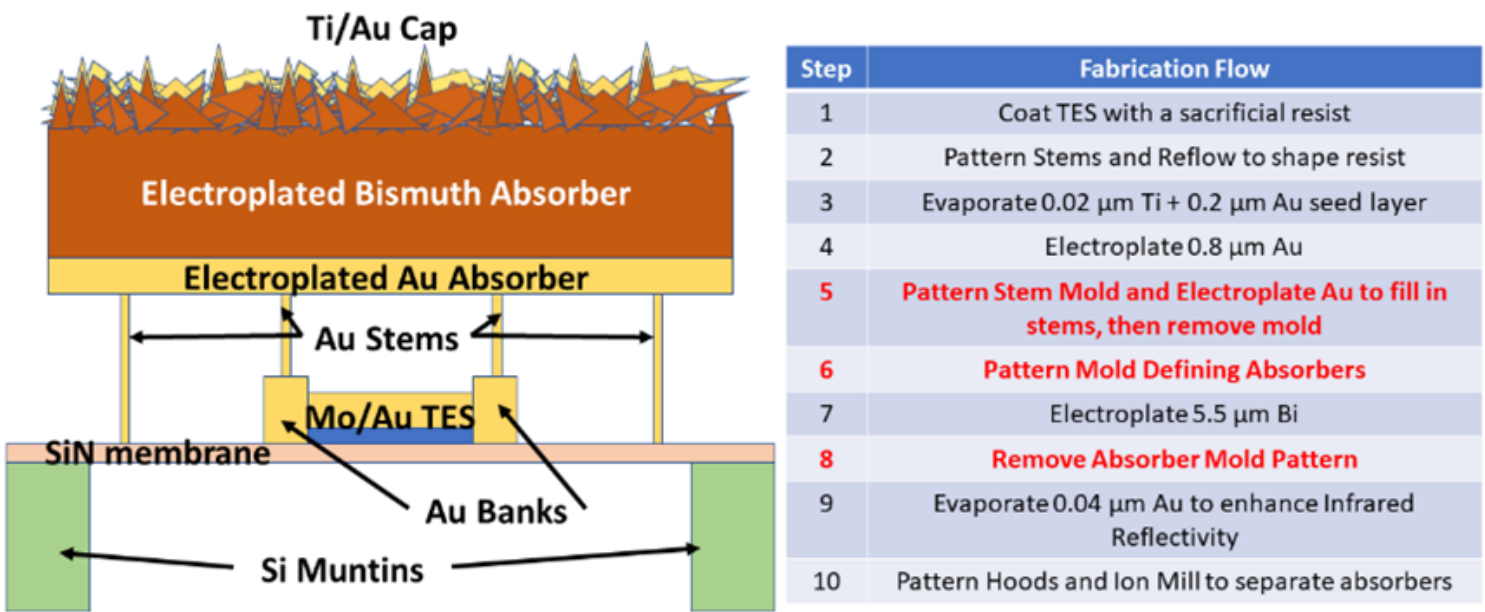 Ti/Au Cap
Electroplated Bismuth Absorber
Electroplated Au Absorber
Au Stems
Mo/Au TES
SiN membrane
Au Banks
Si Muntins
Step Fabrication Flow
1 Coat TES with a sacrificial resist
2 Pattern Stems and Reflow to shape resist
3 Evaporate 0.02 µm Ti + 0.2 µm Au seed layer
4 Electroplate 0.8 µm Au
5 Pattern Stem Mold and Electroplate Au to fill in
stems, then remove mold
6 Pattern Mold Defining Absorbers
7 Electroplate 5.5 µm Bi
8 Remove Absorber Mold Pattern
9 Evaporate 0.04 µm Au to enhance Infrared
Reflectivity
10 Pattern Hoods and Ion Mill to separate absorbers